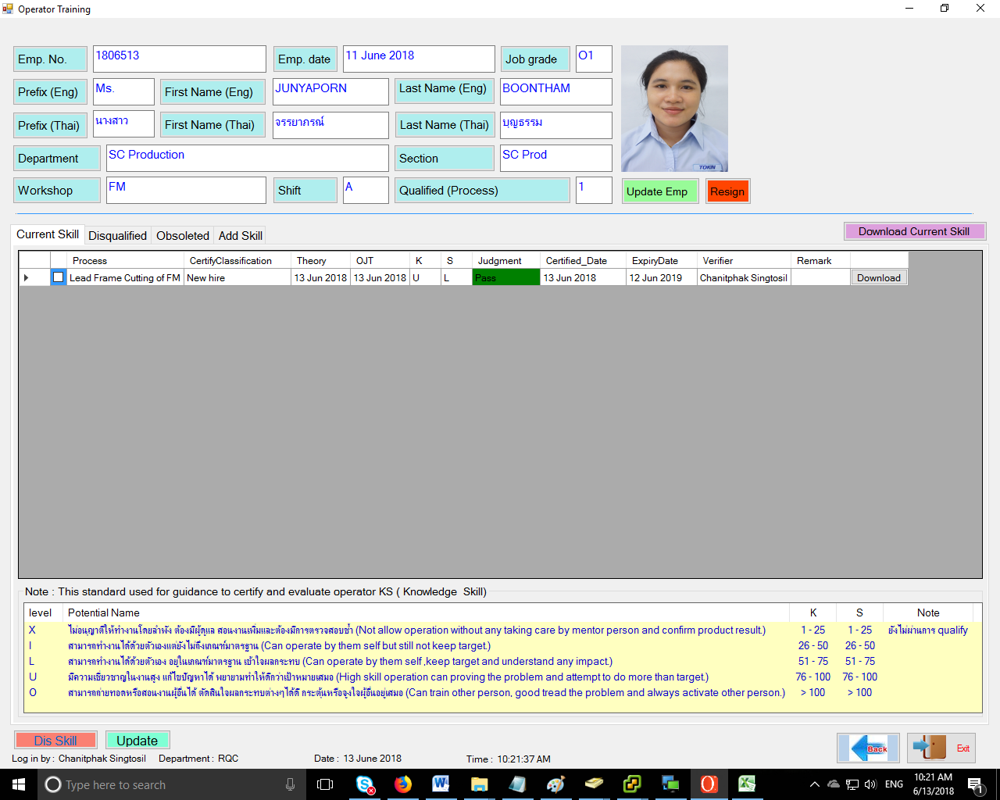 Operator Training
Emp. No. 1806513 Emp. date 11 June 2018 Job grade O1
Prefix (Eng) Ms. First Name (Eng) JUNYAPORN Last Name (Eng) BOONTHAM
Prefix (Thai) นางสาว First Name (Thai) จรรยาภรณ์ Last Name (Thai) บุญธรรม
TOKIN
Department SC Production Section SC Prod
Workshop FM Shift A Qualified (Process) 1 Update Emp Resign
Current Skill Disqualified Obsoleted Add Skill Download Current Skill
Process CertifyClassification Theory OJT K S Judgment Certified_Date ExpiryDate Verifier Remark
Lead Frame Cutting of FM New hire 13 Jun 2018 13 Jun 2018 U L Pass 13 Jun 2018 12 Jun 2019 Chanitphak Singtosil Download
Note : This standard used for guidance to certify and evaluate operator KS ( Knowledge Skill)
level Potential Name K S Note
X ไม่อนุญาติให้ทำงานโดยลำพัง ต้องมีผู้ดูแล สอนงานเพิ่มและต้องมีการตรวจสอบซ้ำ (Not allow operation without any taking care by mentor person and confirm product result.) 1 - 25 1 - 25 ยังไม่ผ่านการ qualify
I สามารถทำงานได้ด้วยตัวเองแต่ยังไม่ถึงเกณฑ์มาตรฐาน (Can operate by them self but still not keep target.) 26 - 50 26 - 50
L สามารถทำงานได้ด้วยตัวเอง อยู่ในเกณฑ์มาตรฐาน เข้าใจผลกระทบ (Can operate by them self ,keep target and understand any impact.) 51 - 75 51 - 75
U มีความเชี่ยวชาญในงานสูง แก้ไขปัญหาได้ พยายามทำให้ดีกว่าเป้าหมายเสมอ (High skill operation can proving the problem and attempt to do more than target.) 76 - 100 76 - 100
O สามารถถ่ายทอดหรือสอนงานผู้อื่นได้ ตัดสินใจผลกระทบต่างๆได้ดี กระตุ้นหรือจูงใจผู้อื่นอยู่เสมอ (Can train other person, good tread the problem and always activate other person.) > 100 > 100
Dis Skill Update Back Exit
Log in by : Chanitphak Singtosil Department : RQC Date : 13 June 2018 Time : 10:21:37 AM
Type here to search ENG 10:21 AM
6/13/2018 1